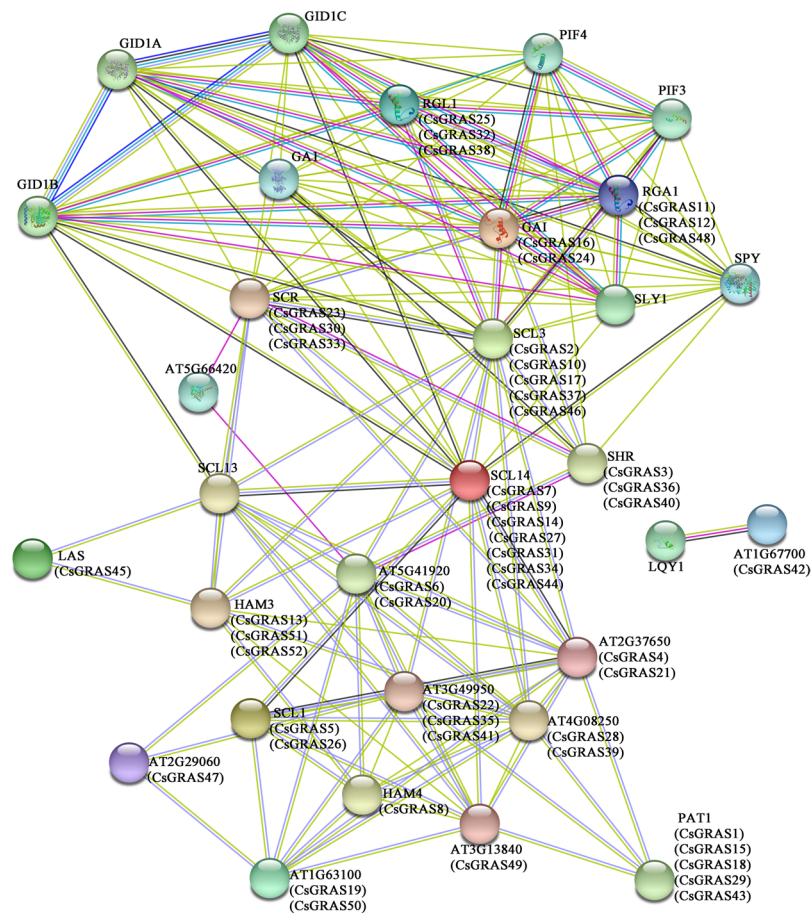 GID1C
GID1A
PIF4
PIF3
RGL1
(CsGRAS25)
(CsGRAS32)
(CsGRAS38)
GA1
GID1B
RGA1
(CsGRAS11)
(CsGRAS12)
(CsGRAS48)
GAI
(CsGRAS16)
(CsGRAS24)
SPY
SLY1
SCR
(CsGRAS23)
(CsGRAS30)
(CsGRAS33)
SCL3
(CsGRAS2)
(CsGRAS10)
(CsGRAS17)
(CsGRAS37)
(CsGRAS46)
AT5G66420
SHR
(CsGRAS3)
(CsGRAS36)
(CsGRAS40)
SCL13
SCL14
(CsGRAS7)
(CsGRAS9)
(CsGRAS14)
(CsGRAS27)
(CsGRAS31)
(CsGRAS34)
(CsGRAS44)
LAS
(CsGRAS45)
LQY1
AT1G67700
(CsGRAS42)
AT5G41920
(CsGRAS6)
(CsGRAS20)
HAM3
(CsGRAS13)
(CsGRAS51)
(CsGRAS52)
AT2G37650
(CsGRAS4)
(CsGRAS21)
AT3G49950
(CsGRAS22)
(CsGRAS35)
(CsGRAS41)
SCL1
(CsGRAS5)
(CsGRAS26)
AT4G08250
(CsGRAS28)
(CsGRAS39)
AT2G29060
(CsGRAS47)
HAM4
(CsGRAS8)
AT3G13840
(CsGRAS49)
PAT1
(CsGRAS1)
(CsGRAS15)
(CsGRAS18)
(CsGRAS29)
(CsGRAS43)
AT1G63100
(CsGRAS19)
(CsGRAS50)